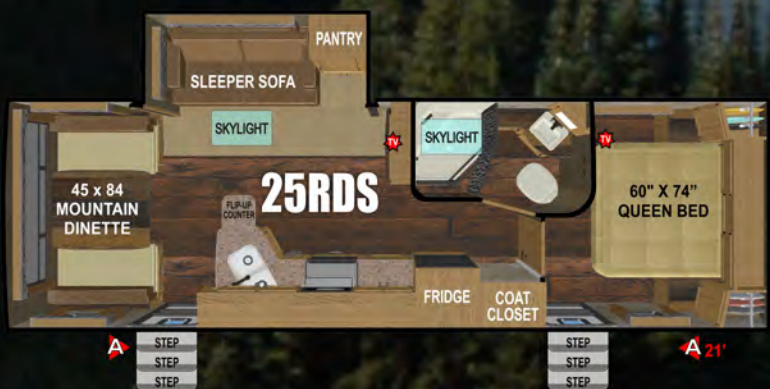 PANTRY
SLEEPER SOFA
SKYLIGHT
TV
SKYLIGHT
TV
45 x 84
MOUNTAIN
DINETTE
25RDS
FLIP-UP
COUNTER
60" X 74”
QUEEN BED
FRIDGE
COAT
CLOSET
A
STEP
STEP
STEP
STEP
STEP
STEP
A 21'